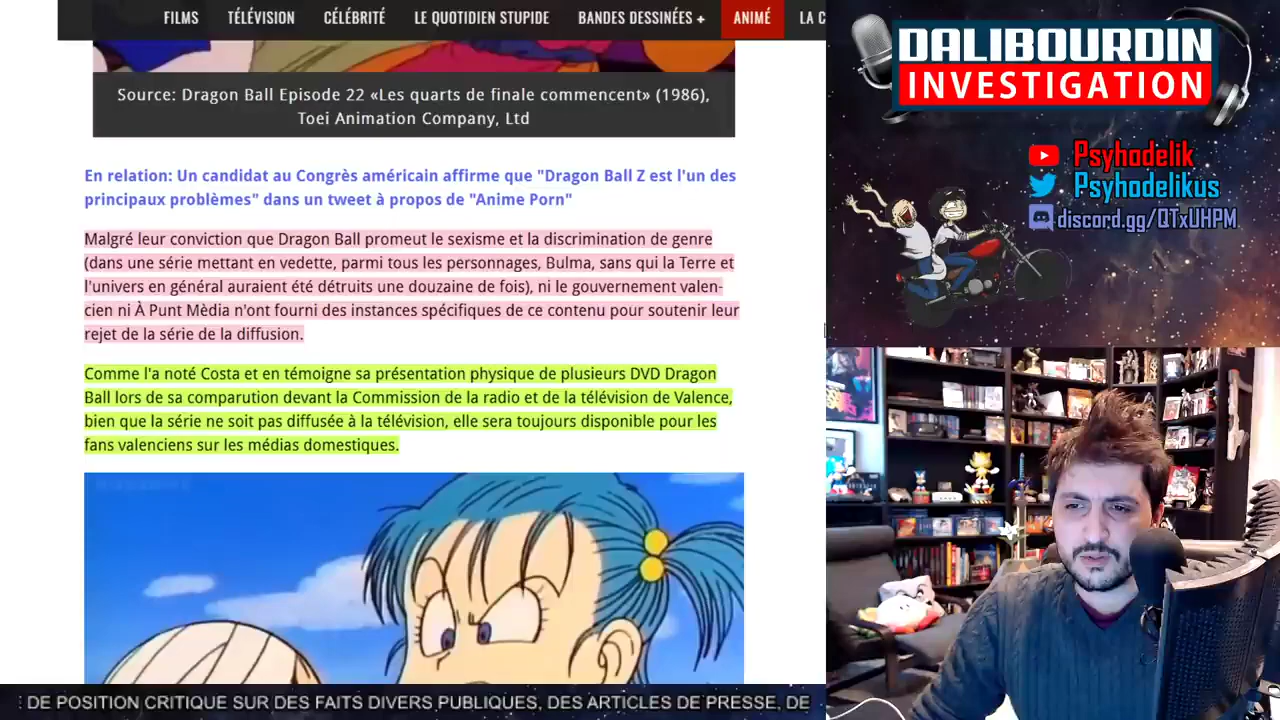 FILMS TÉLÉVISION CÉLÉBRITÉ LE QUOTIDIEN STUPIDE BANDES DESSINÉES + ANIMÉ LA C
Source: Dragon Ball Episode 22 «Les quarts de finale commencent» (1986),
Toei Animation Company, Ltd
En relation: Un candidat au Congrès américain affirme que "Dragon Ball Z est l'un des
principaux problèmes" dans un tweet à propos de "Anime Porn"
Malgré leur conviction que Dragon Ball promeut le sexisme et la discrimination de genre
(dans une série mettant en vedette, parmi tous les personnages, Bulma, sans qui la Terre et
l'univers en général auraient été détruits une douzaine de fois), ni le gouvernement valen-
cien ni À Punt Mèdia n'ont fourni des instances spécifiques de ce contenu pour soutenir leur
rejet de la série de la diffusion.
Comme l'a noté Costa et en témoigne sa présentation physique de plusieurs DVD Dragon
Ball lors de sa comparution devant la Commission de la radio et de la télévision de Valence,
bien que la série ne soit pas diffusée à la télévision, elle sera toujours disponible pour les
fans valenciens sur les médias domestiques.
DALIBOURDIN
INVESTIGATION
Psyhodelik
Psyhodelikus
discord.gg/QTxUHPM
DE POSITION CRITIQUE SUR DES FAITS DIVERS PUBLIQUES, DES ARTICLES DE PRESSE, DE